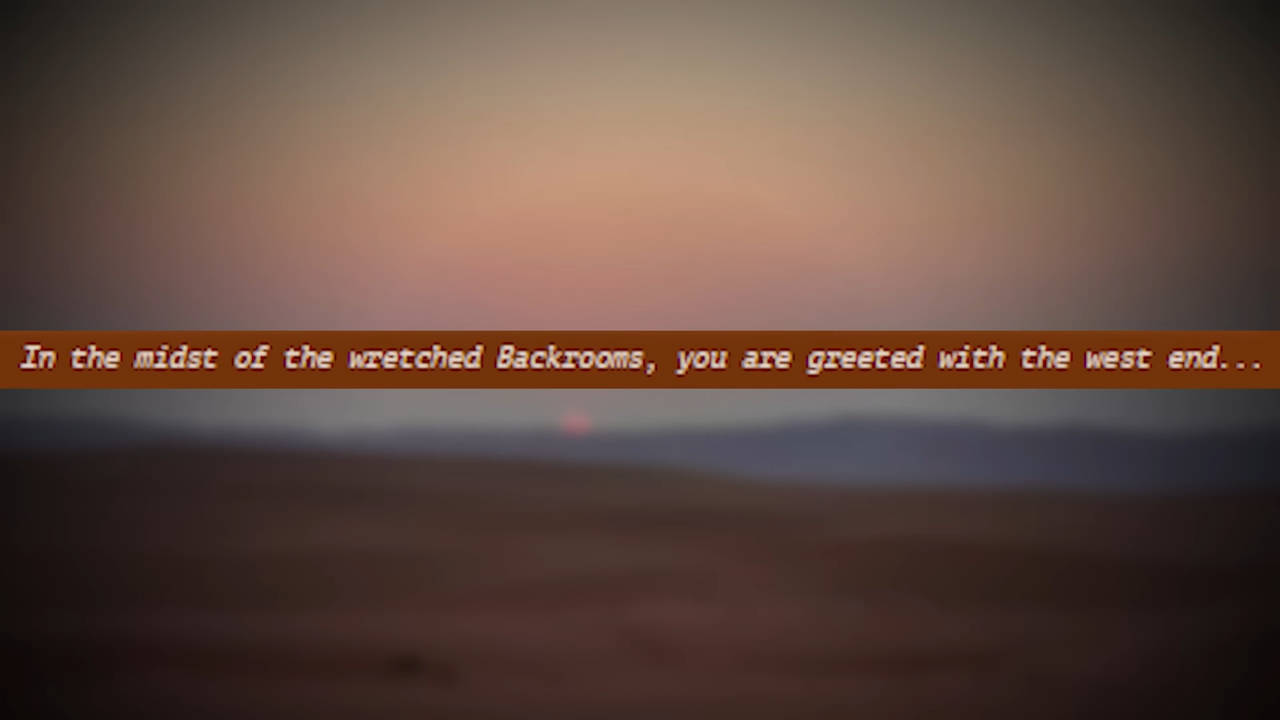 In the midst of the wretched Backrooms, you are greeted with the west end...